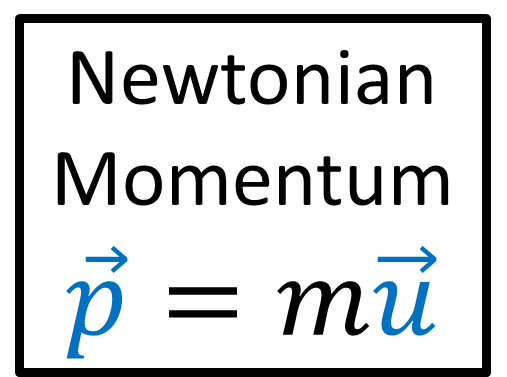 Newtonian
Momentum
p⃗ = mu⃗